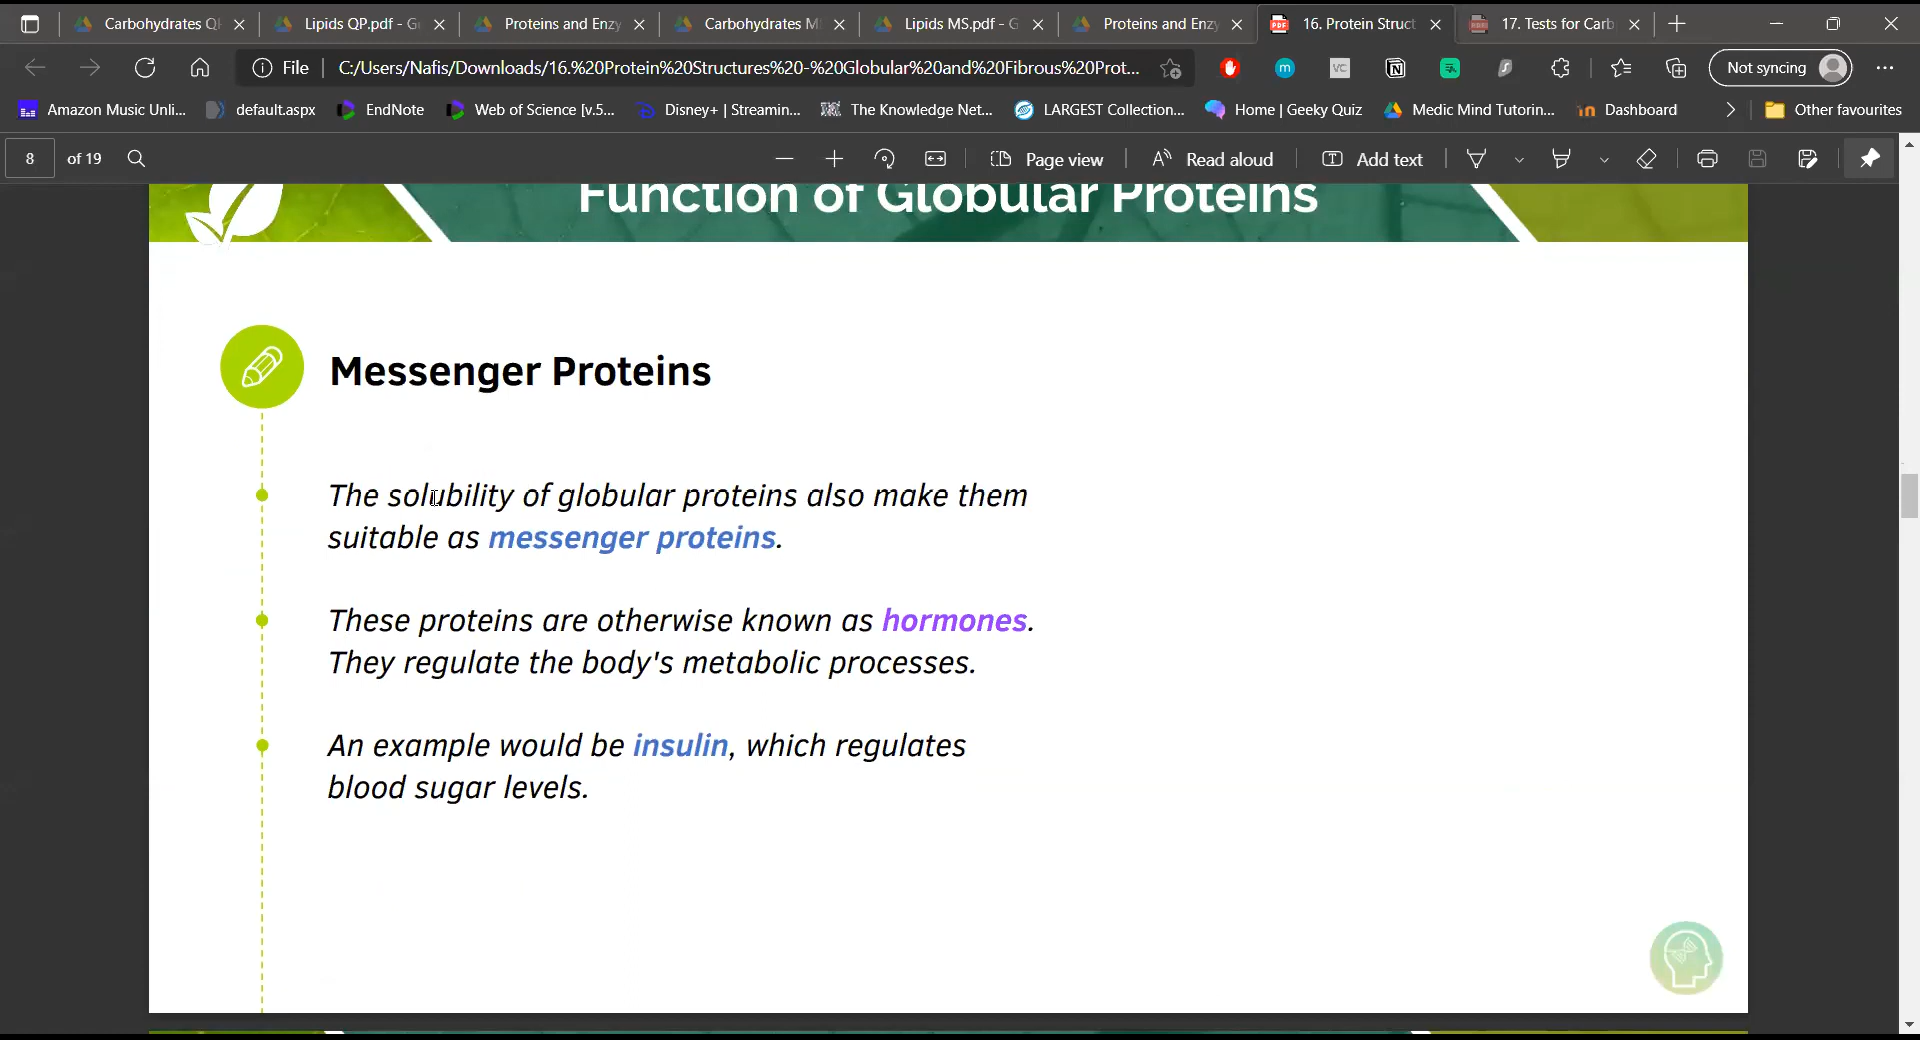 Carbohydrates Q
Lipids QP.pdf - G
Proteins and Enzy
Carbohydrates M
Lipids MS.pdf - G
Proteins and Enzy
16. Protein Struct
17. Tests for Carb
File
C:/Users/Nafis/Downloads/16.%20Protein%20Structures%20-%20Globular%20and%20Fibrous%20Prot...
m
VC
Not syncing
Amazon Music Unli...
default.aspx
EndNote
Web of Science [v.5...
Disney+ | Streamin...
The Knowledge Net...
LARGEST Collection...
Home | Geeky Quiz
Medic Mind Tutorin...
Dashboard
Other favourites
8 of 19
Page view
Read aloud
Add text
Function of Globular Proteins
Messenger Proteins
The solubility of globular proteins also make them
suitable as messenger proteins.
These proteins are otherwise known as hormones.
They regulate the body's metabolic processes.
An example would be insulin, which regulates
blood sugar levels.